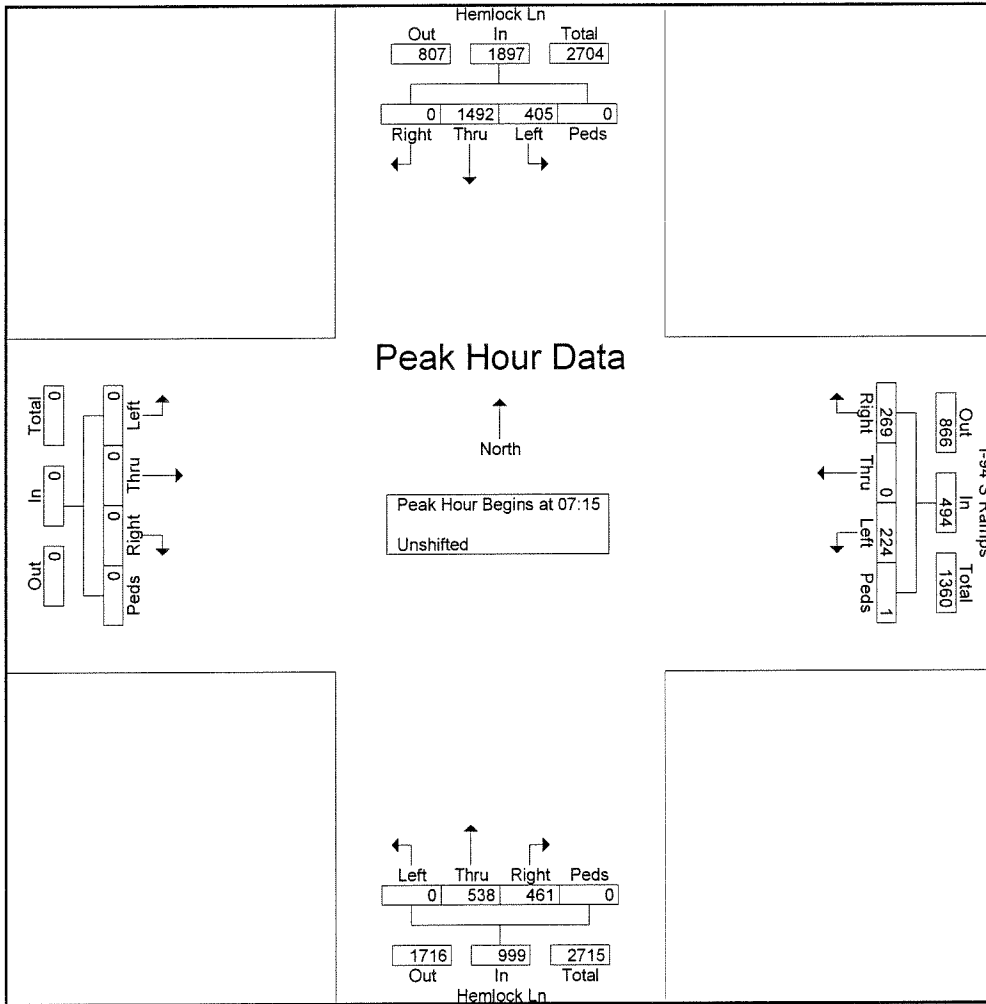 Hemlock Ln
Out In Total
807 1897 2704
0 1492 405 0
Right Thru Left Peds
Peak Hour Data
North
Peak Hour Begins at 07:15
Unshifted
Total In Out
0 0 0
0 0 0 0
Left Thru Right Peds
I-94 S Ramps
Out In Total
866 494 1360
269 0 224 1
Right Thru Left Peds
Left Thru Right Peds
0 538 461 0
1716 999 2715
Out In Total
Hemlock Ln